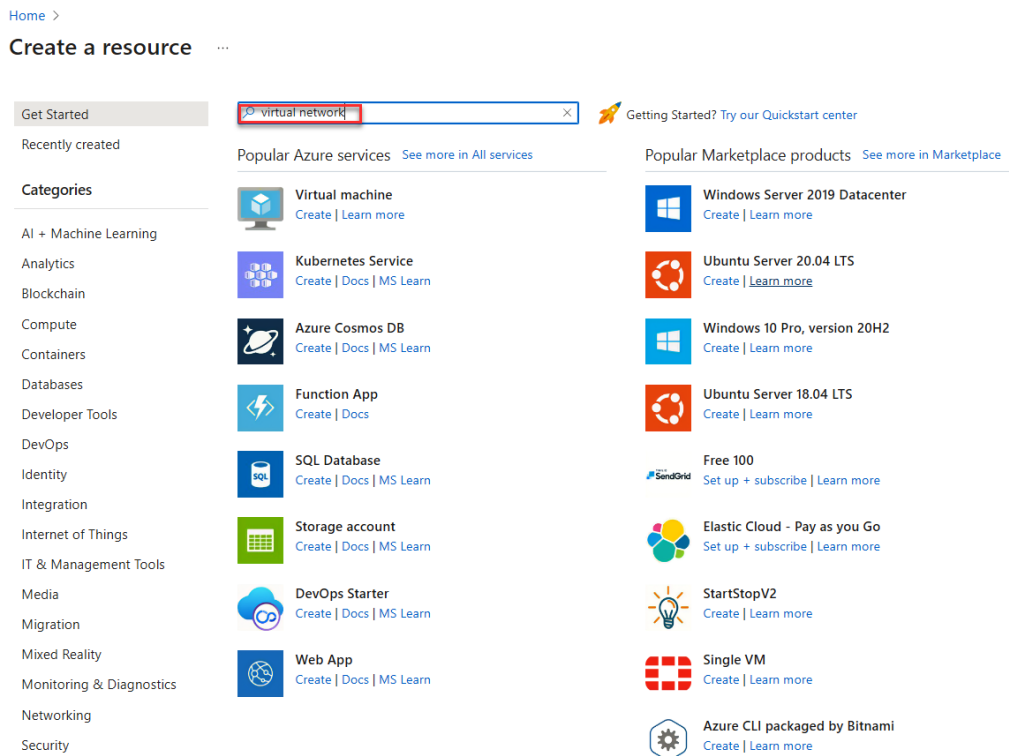 Home >
Create a resource ...
Get Started
Recently created
Categories
AI + Machine Learning
Analytics
Blockchain
Compute
Containers
Databases
Developer Tools
DevOps
Identity
Integration
Internet of Things
IT & Management Tools
Media
Migration
Mixed Reality
Monitoring & Diagnostics
Networking
Security
virtual network
Getting Started? Try our Quickstart center
Popular Azure services See more in All services
Virtual machine
Create | Learn more
Kubernetes Service
Create | Docs | MS Learn
Azure Cosmos DB
Create | Docs | MS Learn
Function App
Create | Docs
SQL
SQL Database
Create | Docs | MS Learn
Storage account
Create | Docs | MS Learn
DevOps Starter
Create | Docs | MS Learn
Web App
Create | Docs | MS Learn
Popular Marketplace products See more in Marketplace
Windows Server 2019 Datacenter
Create | Learn more
Ubuntu Server 20.04 LTS
Create | Learn more
Windows 10 Pro, version 20H2
Create | Learn more
Ubuntu Server 18.04 LTS
Create | Learn more
SendGrid
Free 100
Set up + subscribe | Learn more
Elastic Cloud - Pay as you Go
Set up + subscribe | Learn more
StartStopV2
Create | Learn more
Single VM
Create | Learn more
Azure CLI packaged by Bitnami
Create | Learn more